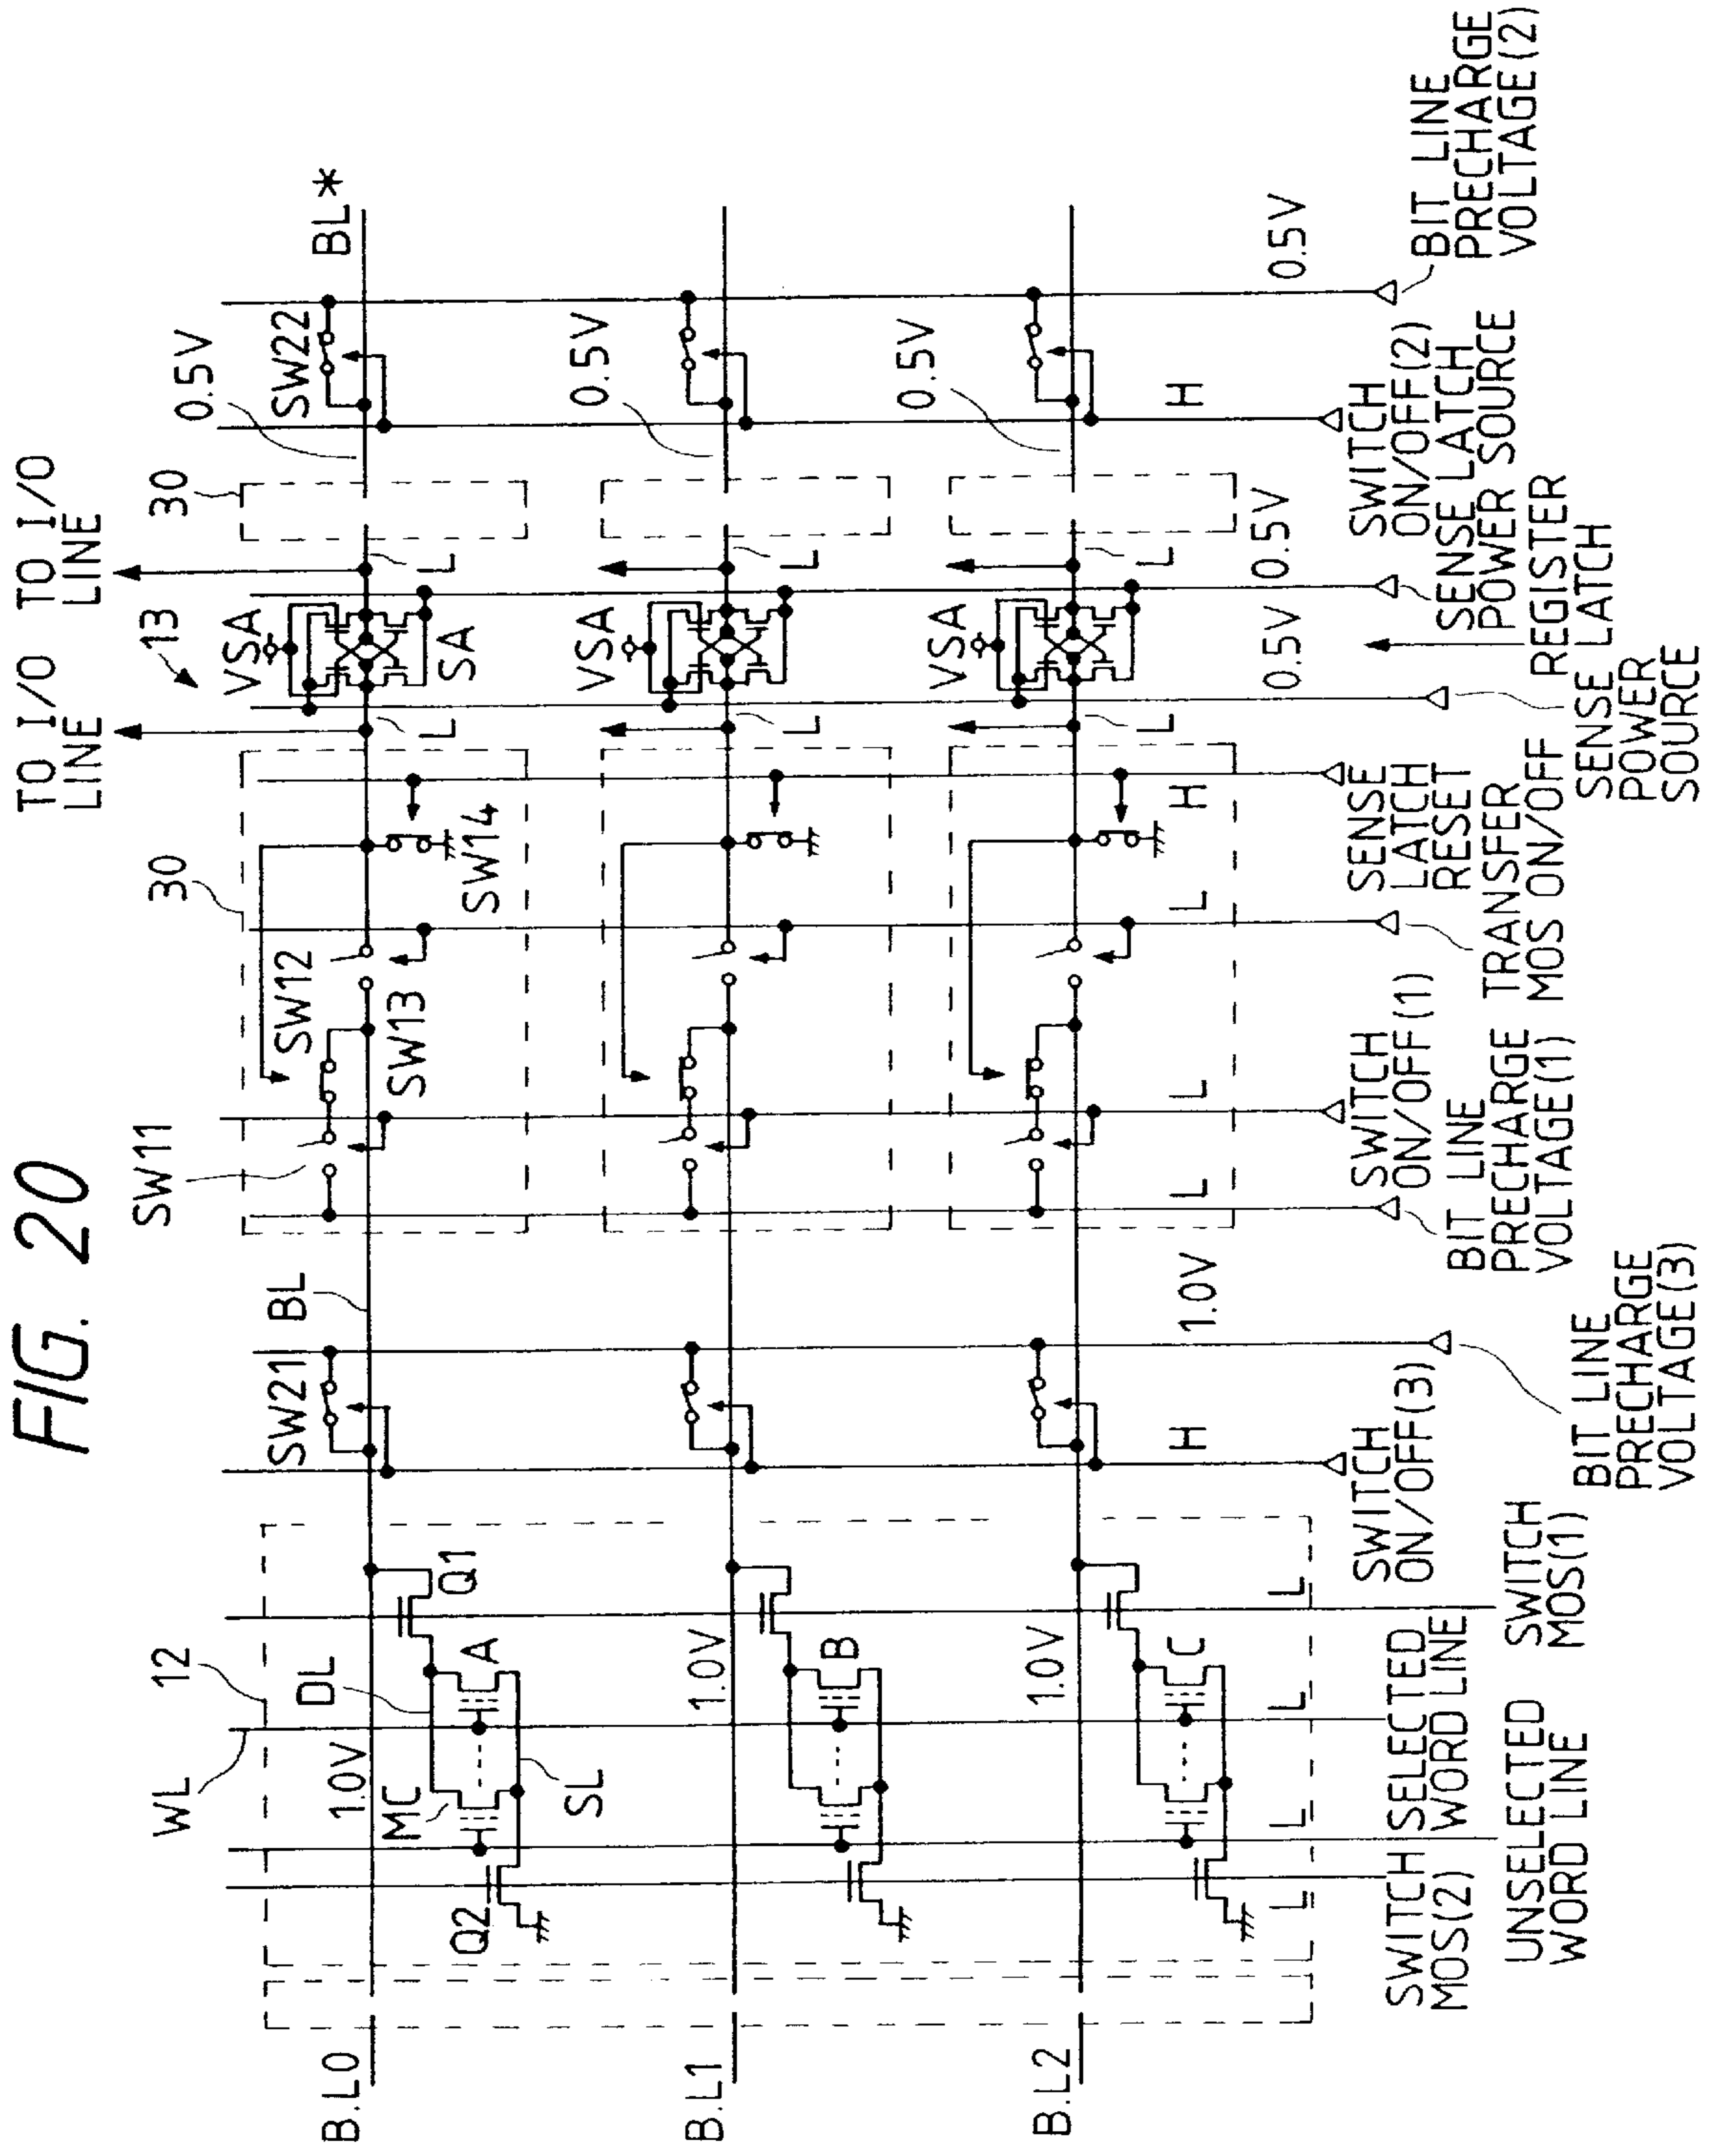 FIG. 20
TO I/O
LINE
TO I/O
LINE
SW11
30
13
30
WL
12
DL
1.0V
MC
A
Q1
Q2
SL
SW21
BL
SW12
SW13
SW14
VSA
SA
L
L
0.5V
SW22
BL*
B.L0
1.0V
B
VSA
L
L
0.5V
B.L1
1.0V
C
VSA
L
L
0.5V
B.L2
L
L
L
L
H
1.0V
L
L
L
H
0.5V
0.5V
H
0.5V
SWITCH
MOS(2)
UNSELECTED
WORD LINE
SELECTED
WORD LINE
SWITCH
MOS(1)
SWITCH
ON/OFF(3)
BIT LINE
PRECHARGE
VOLTAGE(3)
BIT LINE
PRECHARGE
VOLTAGE(1)
SWITCH
ON/OFF(1)
TRANSFER
MOS ON/OFF
SENSE
LATCH
RESET
SENSE LATCH
POWER
SOURCE
REGISTER
SENSE LATCH
POWER SOURCE
SWITCH
ON/OFF(2)
BIT LINE
PRECHARGE
VOLTAGE(2)